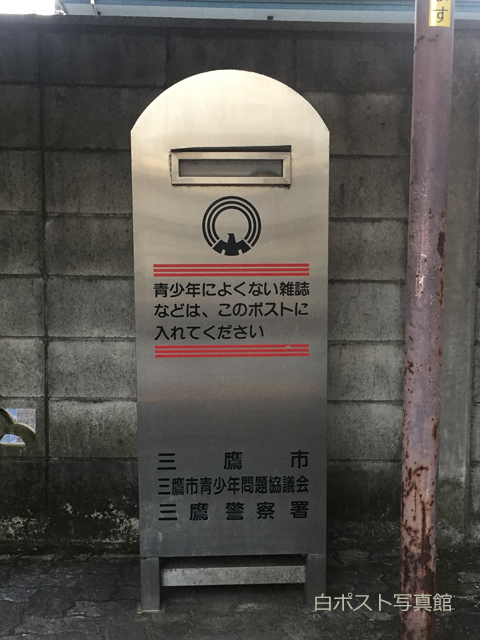 ます
青少年によくない雑誌
などは、このポストに
入れてください
三鷹市
三鷹市青少年問題協議会
三鷹警察署
白ポスト写真館